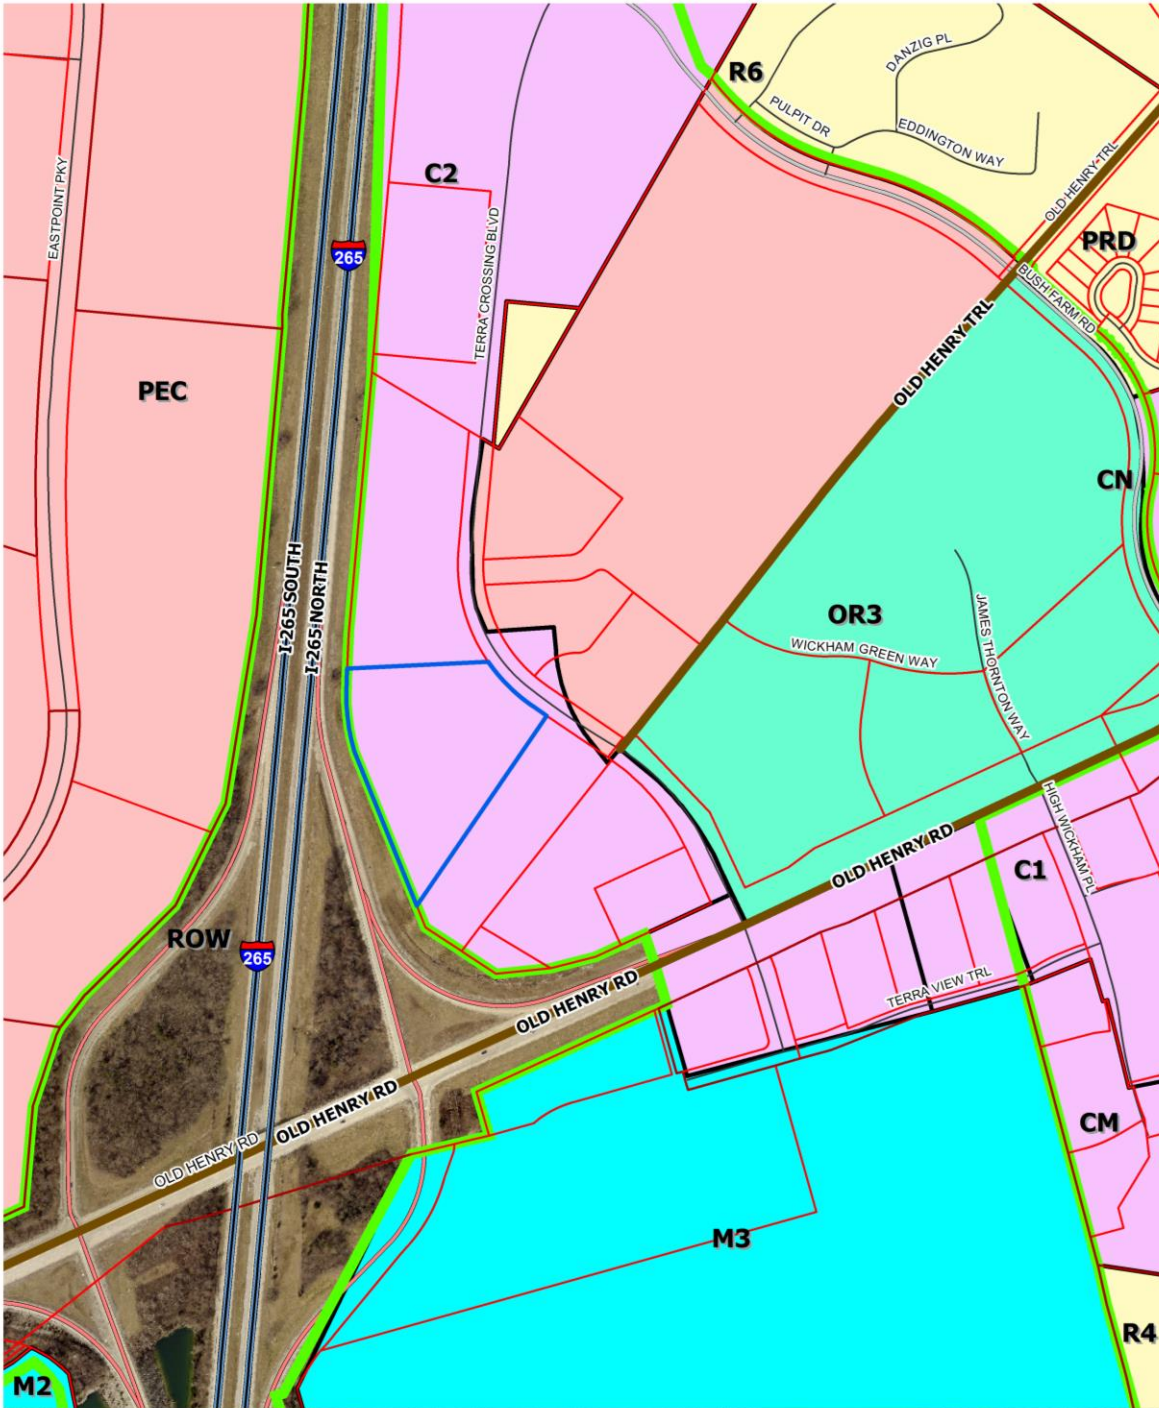 R6
DANZIG PL
PULPIT DR
EDDINGTON WAY
EASTPOINT PKY
C2
OLD HENRY TRL
PRD
TERRA CROSSING BLVD
265
BUSH FARM RD
OLD HENRY TRL
PEC
CN
I-265 SOUTH
I-265 NORTH
OR3
JAMES THORNTON WAY
WICKHAM GREEN WAY
HIGH WICKHAM PL
OLD HENRY RD
C1
ROW
265
TERRA VIEW TRL
OLD HENRY RD
OLD HENRY RD
OLD HENRY RD
CM
M3
R4
M2